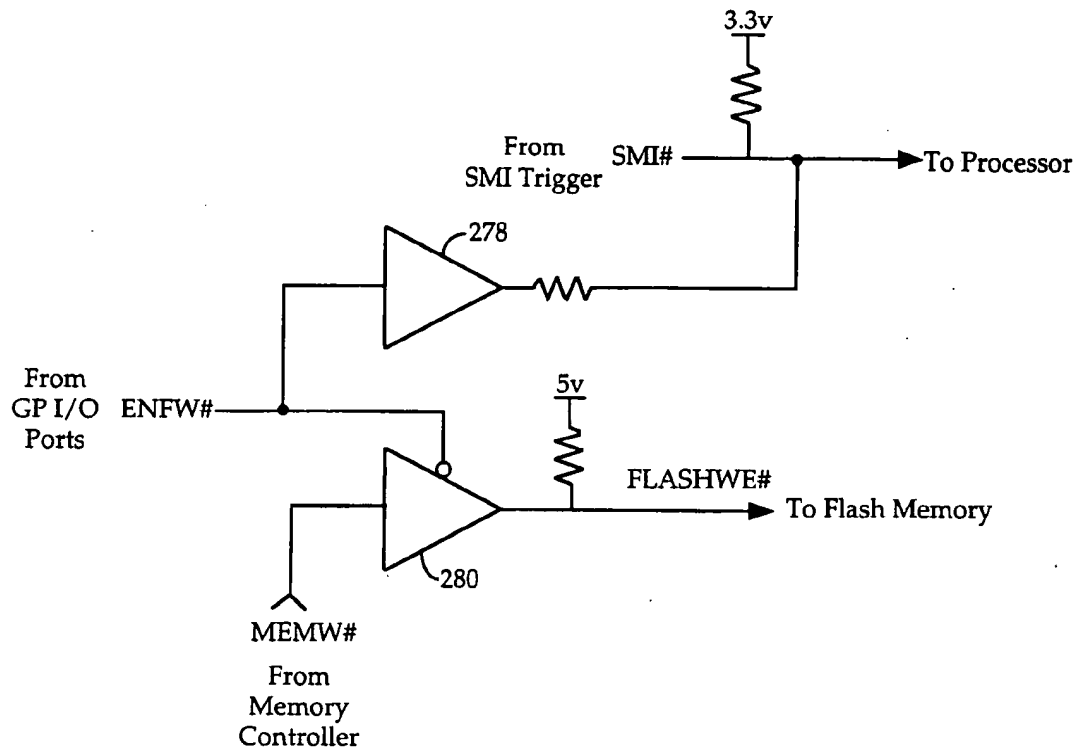 3.3v
From
SMI Trigger
SMI#
To Processor
278
From
GP I/O
Ports
ENFW#
5v
FLASHWE#
To Flash Memory
280
MEMW#
From
Memory
Controller